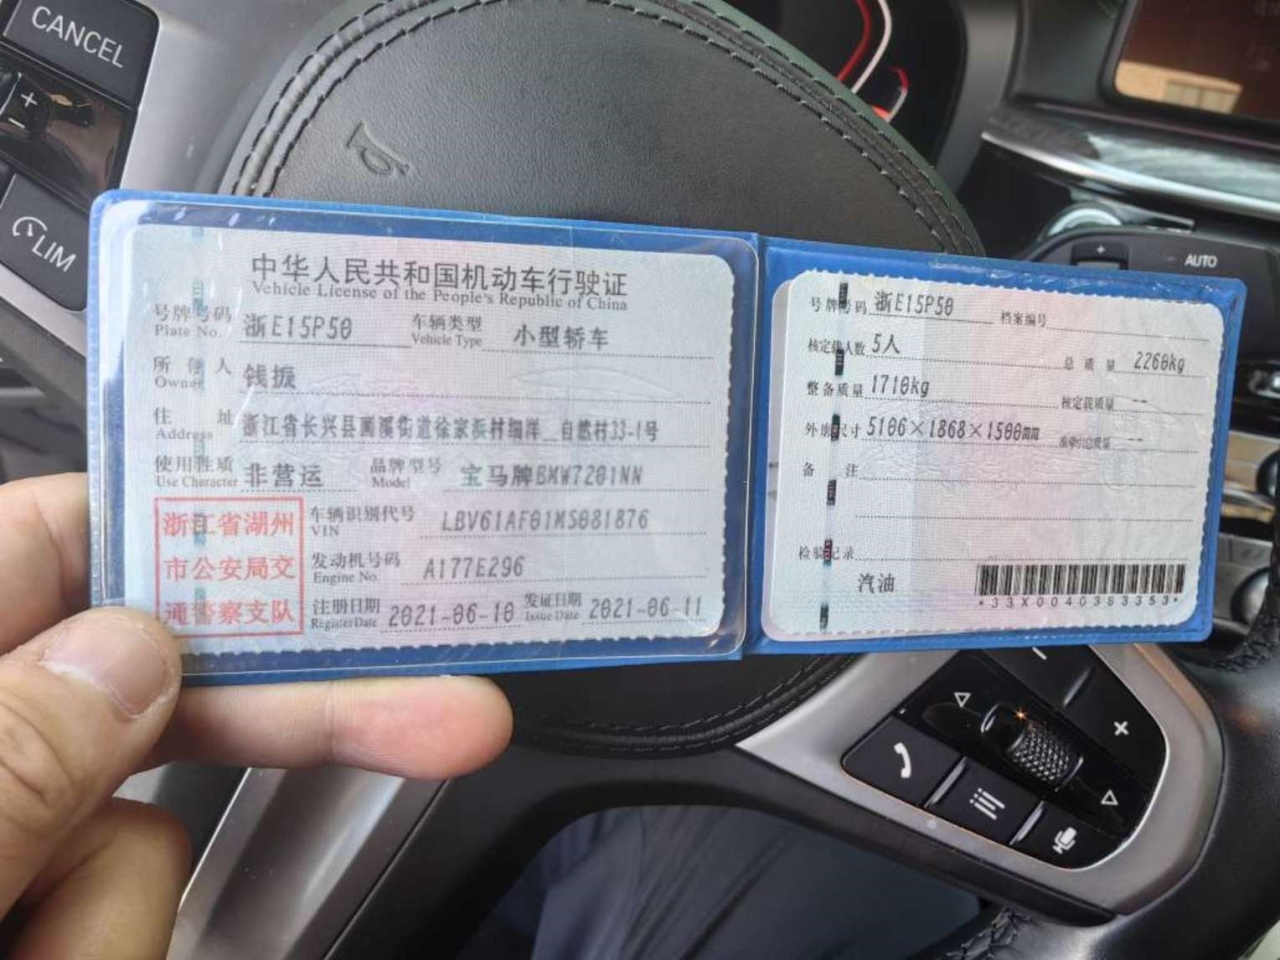 CANCEL
+
LIM
AUTO
中华人民共和国机动车行驶证
Vehicle License of the People's Republic of China
号牌号码 浙E15P50 车辆类型 小型轿车
Plate No. Vehicle Type
所有人 钱振
Owner
住址 浙江省长兴县画溪街道徐家浜村细洋 自然村33-1号
Address
使用性质 非营运 品牌型号 宝马牌BMW7201NN
Use Character Model
浙江省湖州
市公安局交
通警察支队
车辆识别代号 LBV61AF01MS081876
VIN
发动机号码 A177E296
Engine No.
注册日期 2021-06-10 发证日期 2021-06-11
Register Date Issue Date
号牌号码 浙E15P50 档案编号
核定载人数 5人 总质量 2260kg
整备质量 1710kg 核定载质量 --
外廓尺寸 5106×1868×1500mm 准牵引总质量 --
备注
检验记录
汽油
*33X0040383353*
+